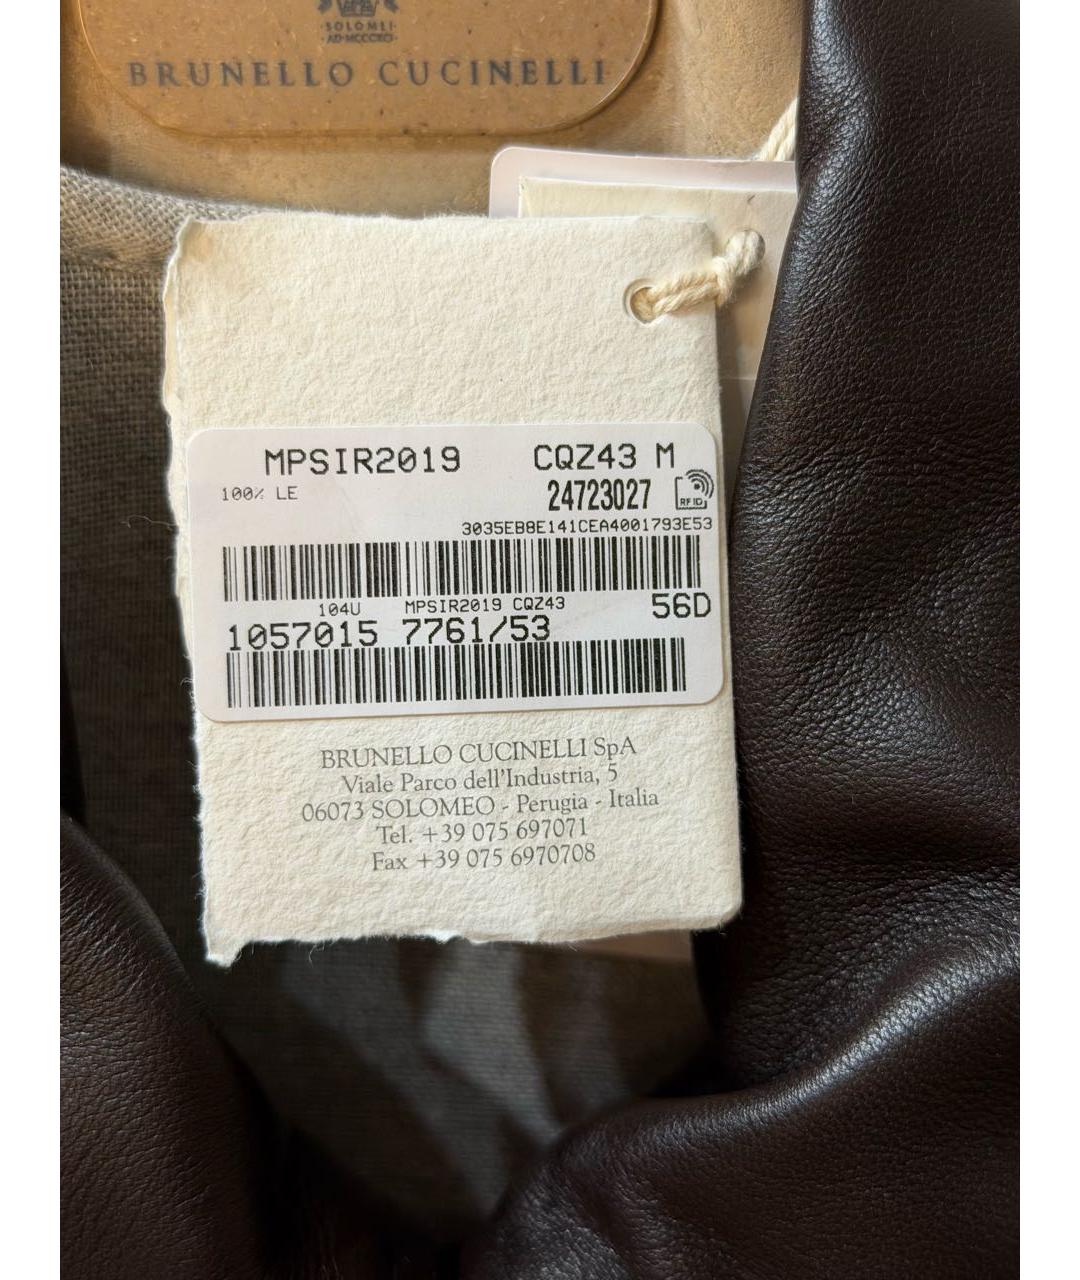 SOLOMEI
·AD·MCCCXCI·
BRUNELLO CUCINELLI
MPSIR2019 CQZ43 M
100% LE 24723027 RFID
3035EB8E141CEA4001793E53
104U MPSIR2019 CQZ43 56D
1057015 7761/53
BRUNELLO CUCINELLI SpA
Viale Parco dell'Industria, 5
06073 SOLOMEO - Perugia - Italia
Tel. +39 075 697071
Fax +39 075 6970708